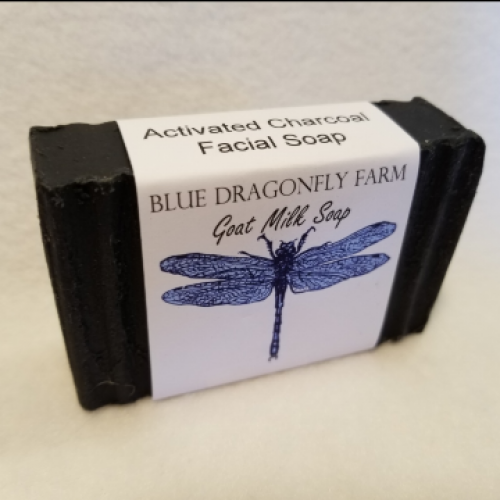 Activated Charcoal
Facial Soap
BLUE DRAGONFLY FARM
Goat Milk Soap